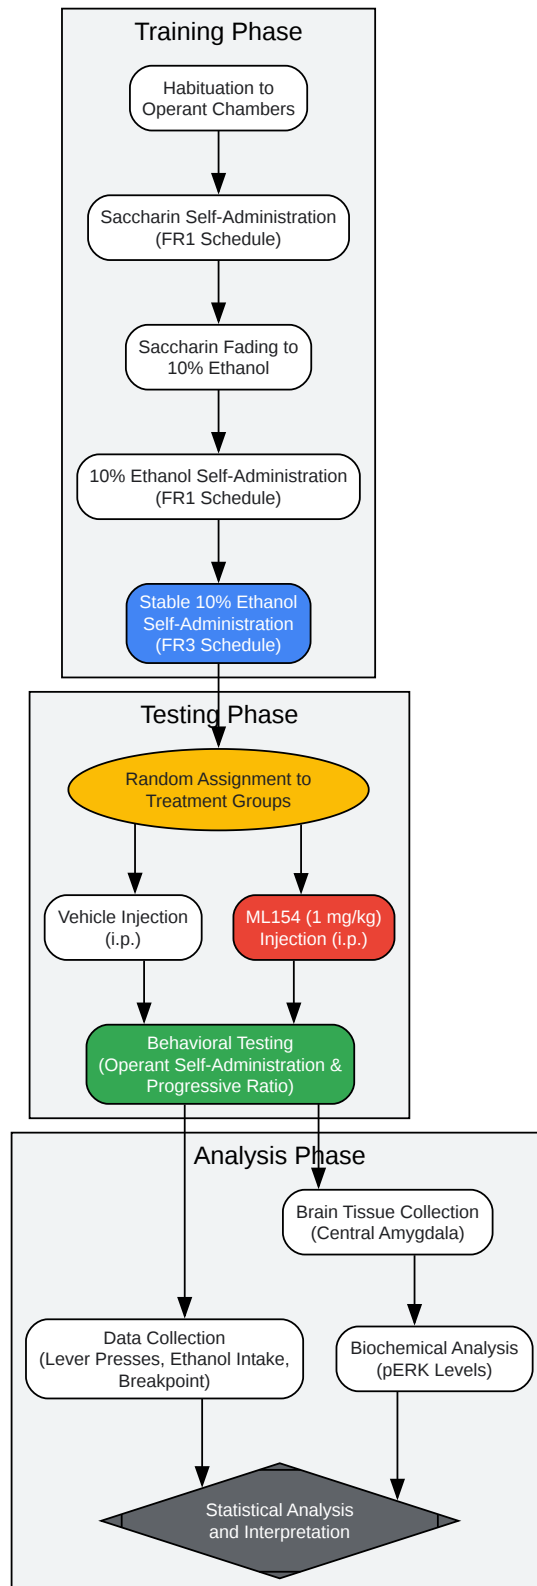 Training Phase
Habituation to
Operant Chambers
Saccharin Self-Administration
(FR1 Schedule)
Saccharin Fading to
10% Ethanol
10% Ethanol Self-Administration
(FR1 Schedule)
Stable 10% Ethanol
Self-Administration
(FR3 Schedule)
Testing Phase
Random Assignment to
Treatment Groups
Vehicle Injection
(i.p.)
ML154 (1 mg/kg)
Injection (i.p.)
Behavioral Testing
(Operant Self-Administration &
Progressive Ratio)
Analysis Phase
Brain Tissue Collection
(Central Amygdala)
Data Collection
(Lever Presses, Ethanol Intake,
Breakpoint)
Biochemical Analysis
(pERK Levels)
Statistical Analysis
and Interpretation